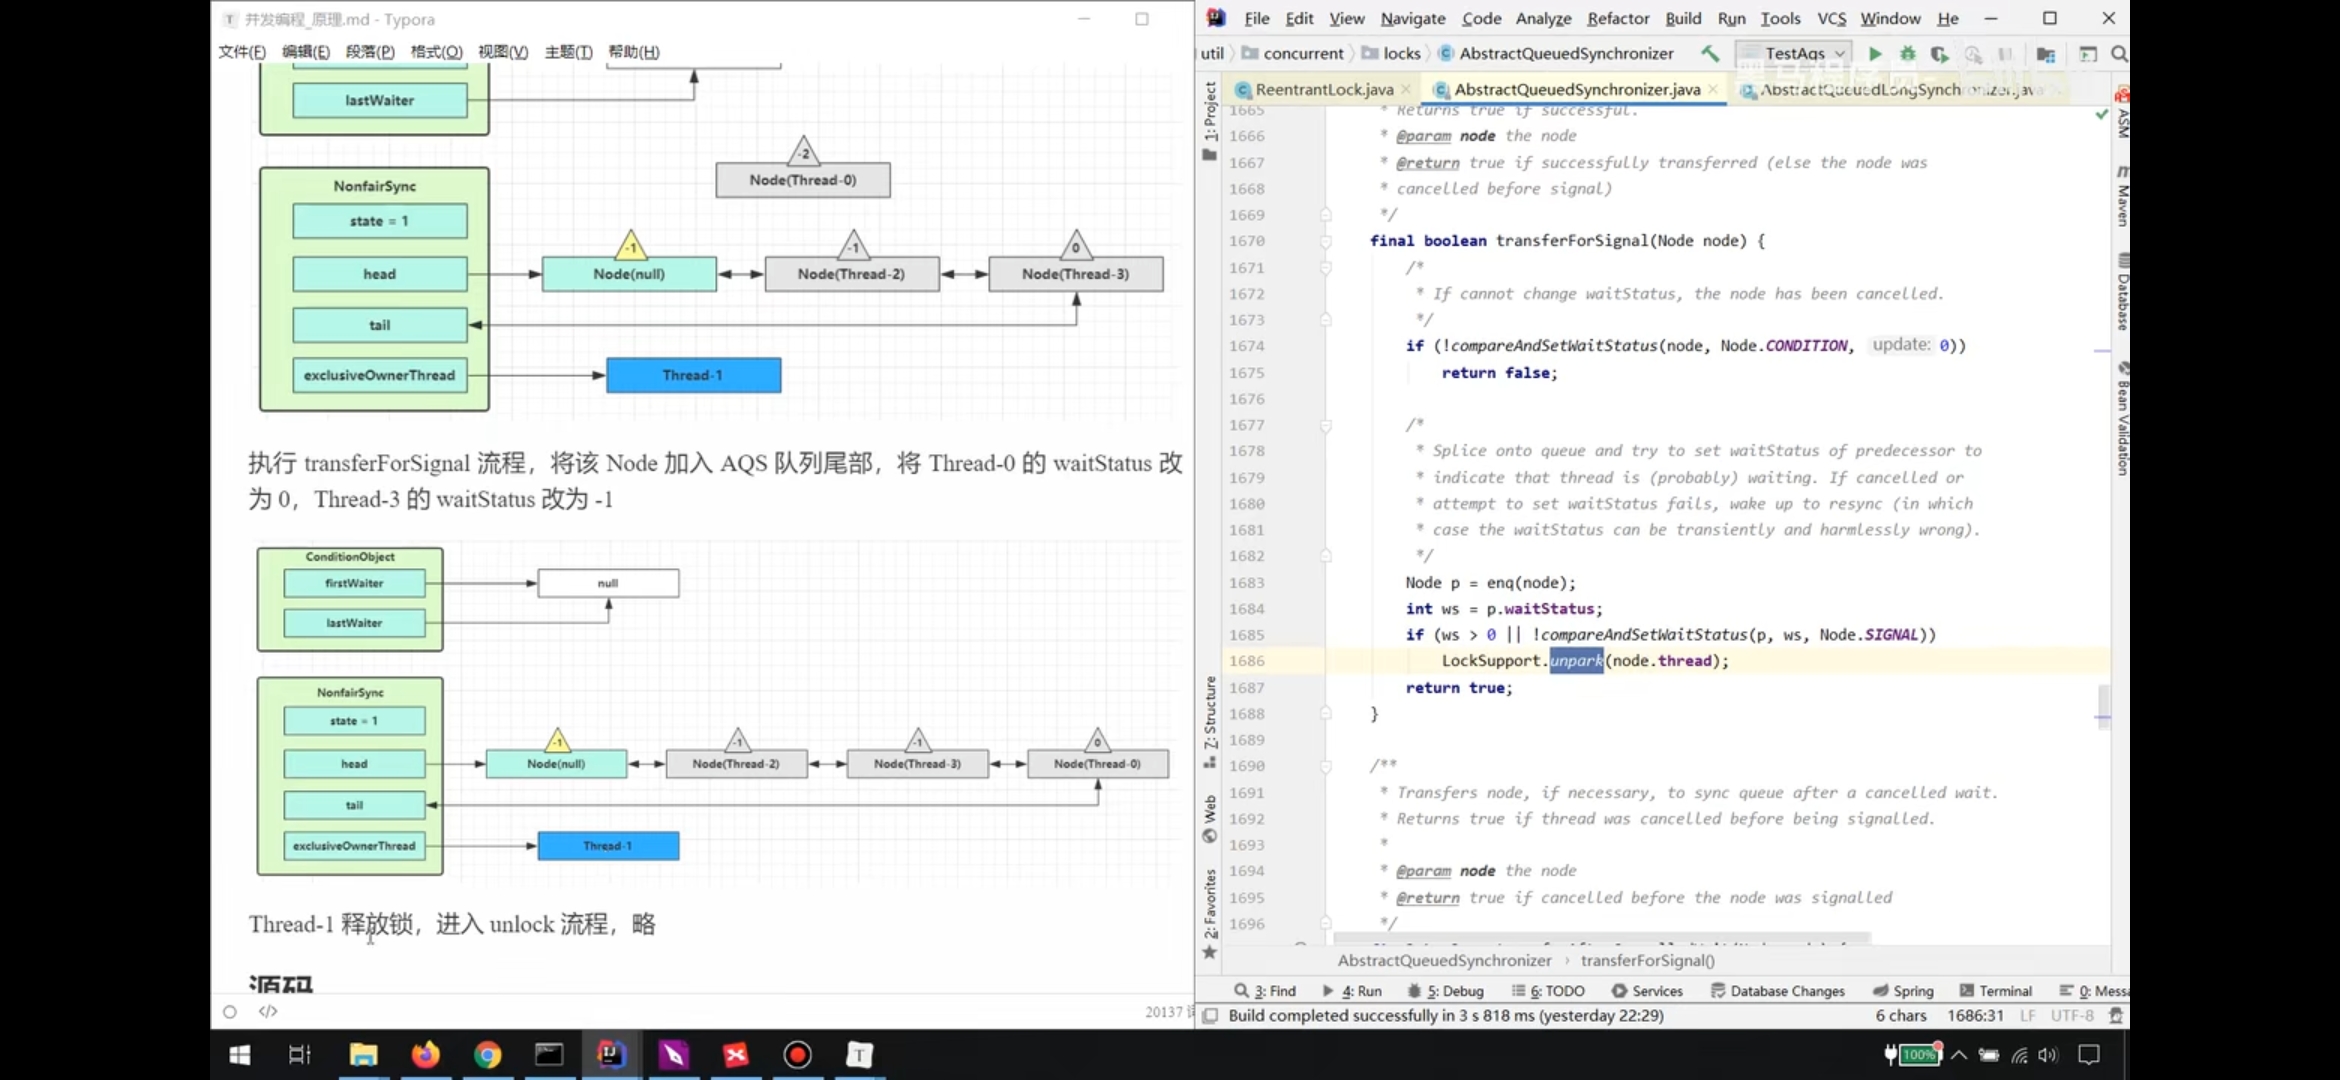 并发编程_原理.md - Typora
文件(F) 编辑(E) 段落(P) 格式(O) 视图(V) 主题(T) 帮助(H)
lastWaiter
-2
Node(Thread-0)
NonfairSync
state = 1
-1 -1 0
head Node(null) Node(Thread-2) Node(Thread-3)
tail
exclusiveOwnerThread Thread-1
执行 transferForSignal 流程，将该 Node 加入 AQS 队列尾部，将 Thread-0 的 waitStatus 改
为 0，Thread-3 的 waitStatus 改为 -1
ConditionObject
firstWaiter null
lastWaiter
NonfairSync
state = 1
-1 -1 -1 0
head Node(null) Node(Thread-2) Node(Thread-3) Node(Thread-0)
tail
exclusiveOwnerThread Thread-1
Thread-1 释放锁，进入 unlock 流程，略
源码
20137
File Edit View Navigate Code Analyze Refactor Build Run Tools VCS Window He
util concurrent locks AbstractQueuedSynchronizer TestAqs
ReentrantLock.java AbstractQueuedSynchronizer.java AbstractQueuedLongSynchronizer.java
黑马程序员
1: Project
7: Structure
Web
2: Favorites
ASM
Maven
Database
Bean Validation
1665 * Returns true if successful.
1666 * @param node the node
1667 * @return true if successfully transferred (else the node was
1668 * cancelled before signal)
1669 */
1670 final boolean transferForSignal(Node node) {
1671 /*
1672 * If cannot change waitStatus, the node has been cancelled.
1673 */
1674 if (!compareAndSetWaitStatus(node, Node.CONDITION, update: 0))
1675 return false;
1676
1677 /*
1678 * Splice onto queue and try to set waitStatus of predecessor to
1679 * indicate that thread is (probably) waiting. If cancelled or
1680 * attempt to set waitStatus fails, wake up to resync (in which
1681 * case the waitStatus can be transiently and harmlessly wrong).
1682 */
1683 Node p = enq(node);
1684 int ws = p.waitStatus;
1685 if (ws > 0 || !compareAndSetWaitStatus(p, ws, Node.SIGNAL))
1686 LockSupport.unpark(node.thread);
1687 return true;
1688 }
1689
1690 /**
1691 * Transfers node, if necessary, to sync queue after a cancelled wait.
1692 * Returns true if thread was cancelled before being signalled.
1693 *
1694 * @param node the node
1695 * @return true if cancelled before the node was signalled
1696 */
AbstractQueuedSynchronizer › transferForSignal()
3: Find 4: Run 5: Debug 6: TODO Services Database Changes Spring Terminal 0: Messa
Build completed successfully in 3 s 818 ms (yesterday 22:29) 6 chars 1686:31 LF UTF-8
100%